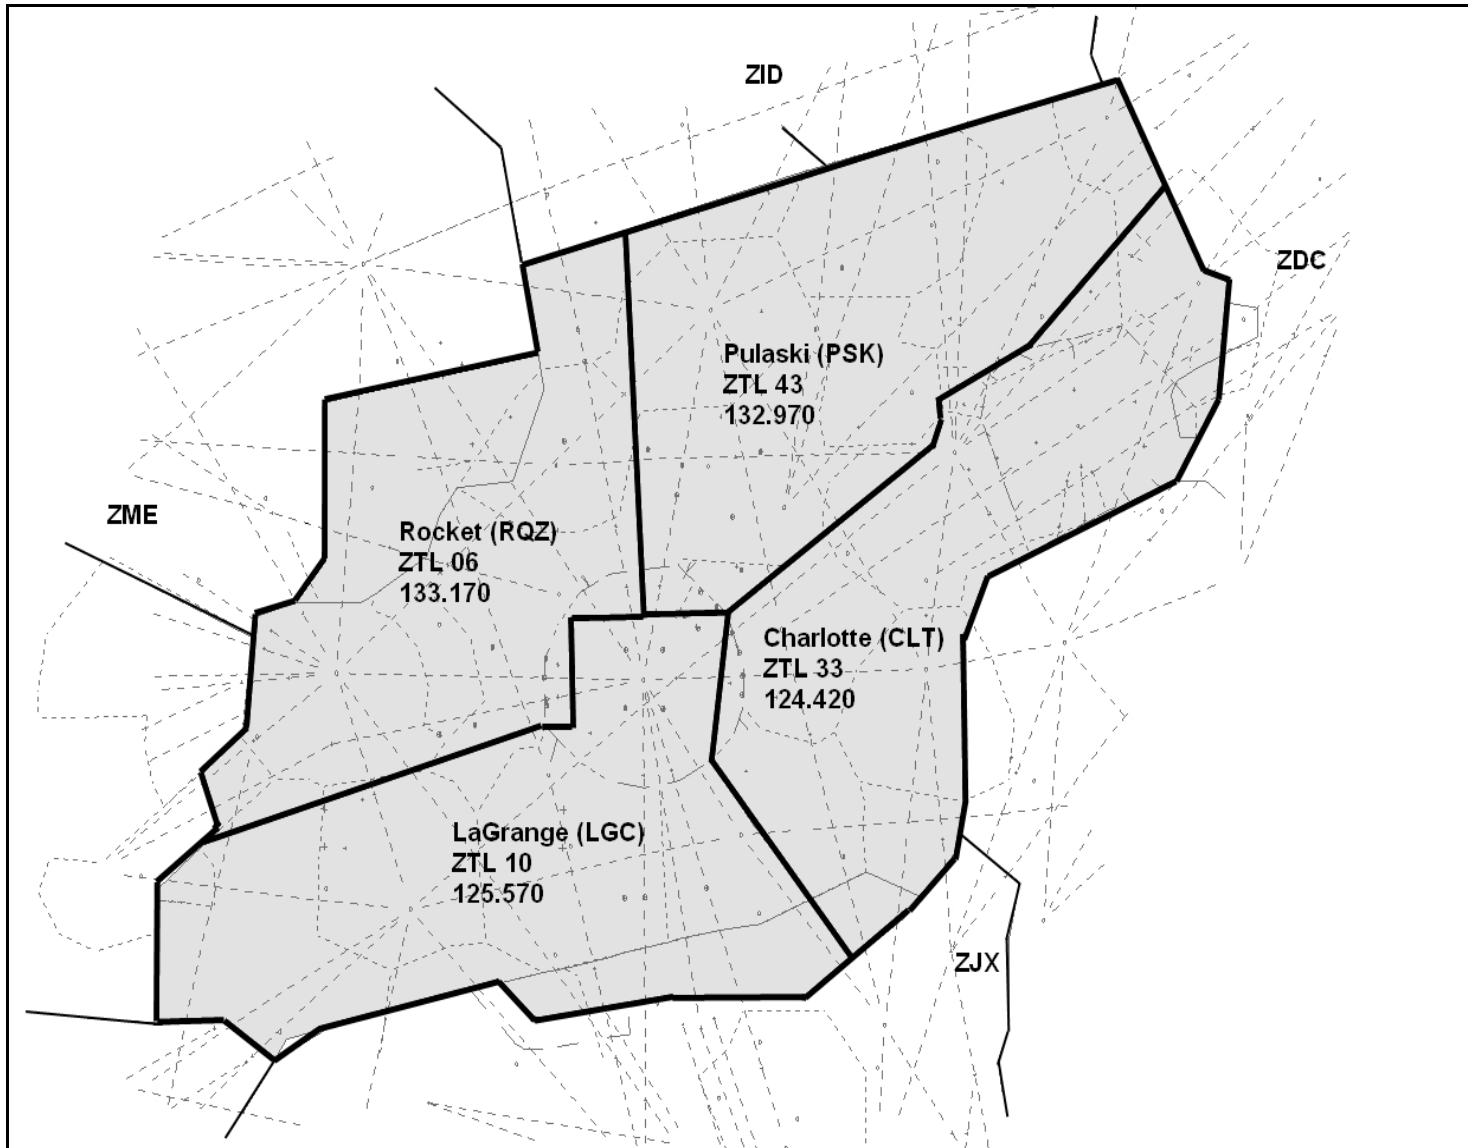 ZID
ZDC
Pulaski (PSK)
ZTL 43
132.970
ZME
Rocket (RQZ)
ZTL 06
133.170
Charlotte (CLT)
ZTL 33
124.420
LaGrange (LGC)
ZTL 10
125.570
ZJX